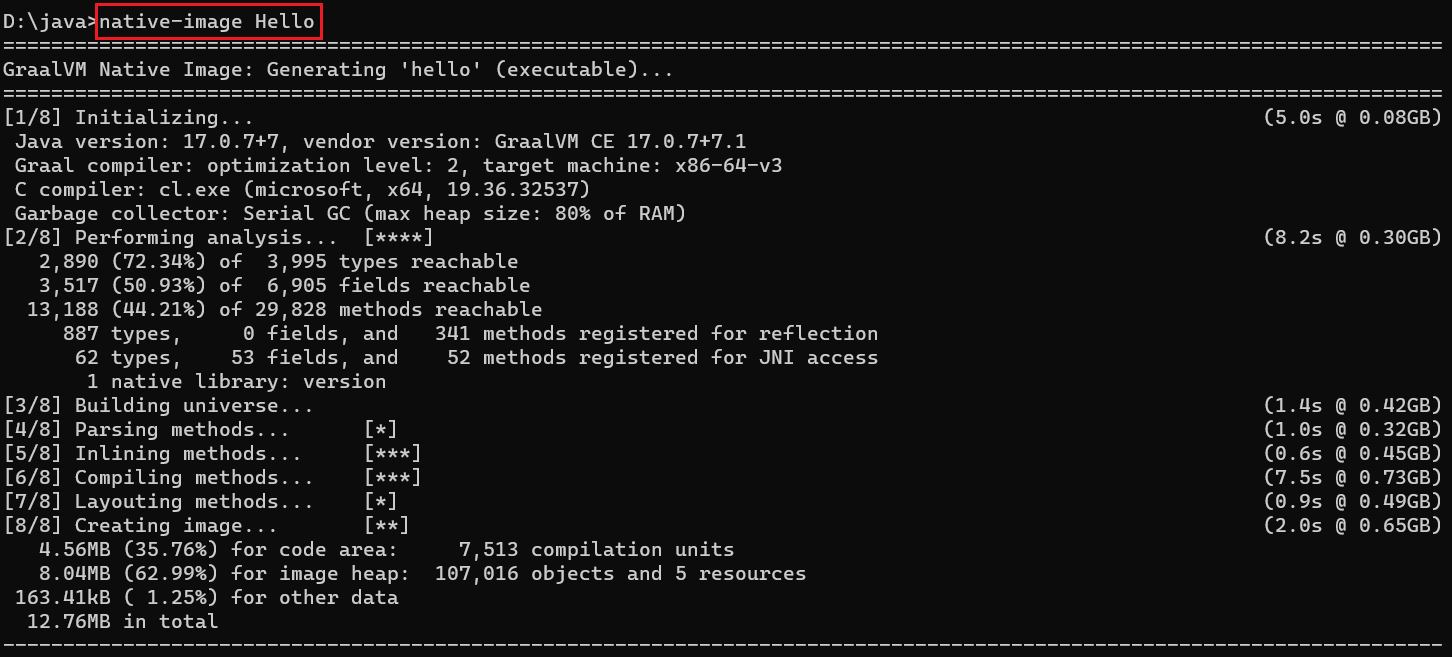 D:\java>native-image Hello
========================================================================================================================
GraalVM Native Image: Generating 'hello' (executable)...
========================================================================================================================
[1/8] Initializing...                                                                                    (5.0s @ 0.08GB)
 Java version: 17.0.7+7, vendor version: GraalVM CE 17.0.7+7.1
 Graal compiler: optimization level: 2, target machine: x86-64-v3
 C compiler: cl.exe (microsoft, x64, 19.36.32537)
 Garbage collector: Serial GC (max heap size: 80% of RAM)
[2/8] Performing analysis...  [****]                                                                     (8.2s @ 0.30GB)
   2,890 (72.34%) of  3,995 types reachable
   3,517 (50.93%) of  6,905 fields reachable
  13,188 (44.21%) of 29,828 methods reachable
     887 types,     0 fields, and   341 methods registered for reflection
      62 types,    53 fields, and    52 methods registered for JNI access
       1 native library: version
[3/8] Building universe...                                                                               (1.4s @ 0.42GB)
[4/8] Parsing methods...      [*]                                                                        (1.0s @ 0.32GB)
[5/8] Inlining methods...     [***]                                                                      (0.6s @ 0.45GB)
[6/8] Compiling methods...    [***]                                                                      (7.5s @ 0.73GB)
[7/8] Layouting methods...    [*]                                                                        (0.9s @ 0.49GB)
[8/8] Creating image...       [**]                                                                       (2.0s @ 0.65GB)
   4.56MB (35.76%) for code area:     7,513 compilation units
   8.04MB (62.99%) for image heap:  107,016 objects and 5 resources
 163.41kB ( 1.25%) for other data
  12.76MB in total
------------------------------------------------------------------------------------------------------------------------